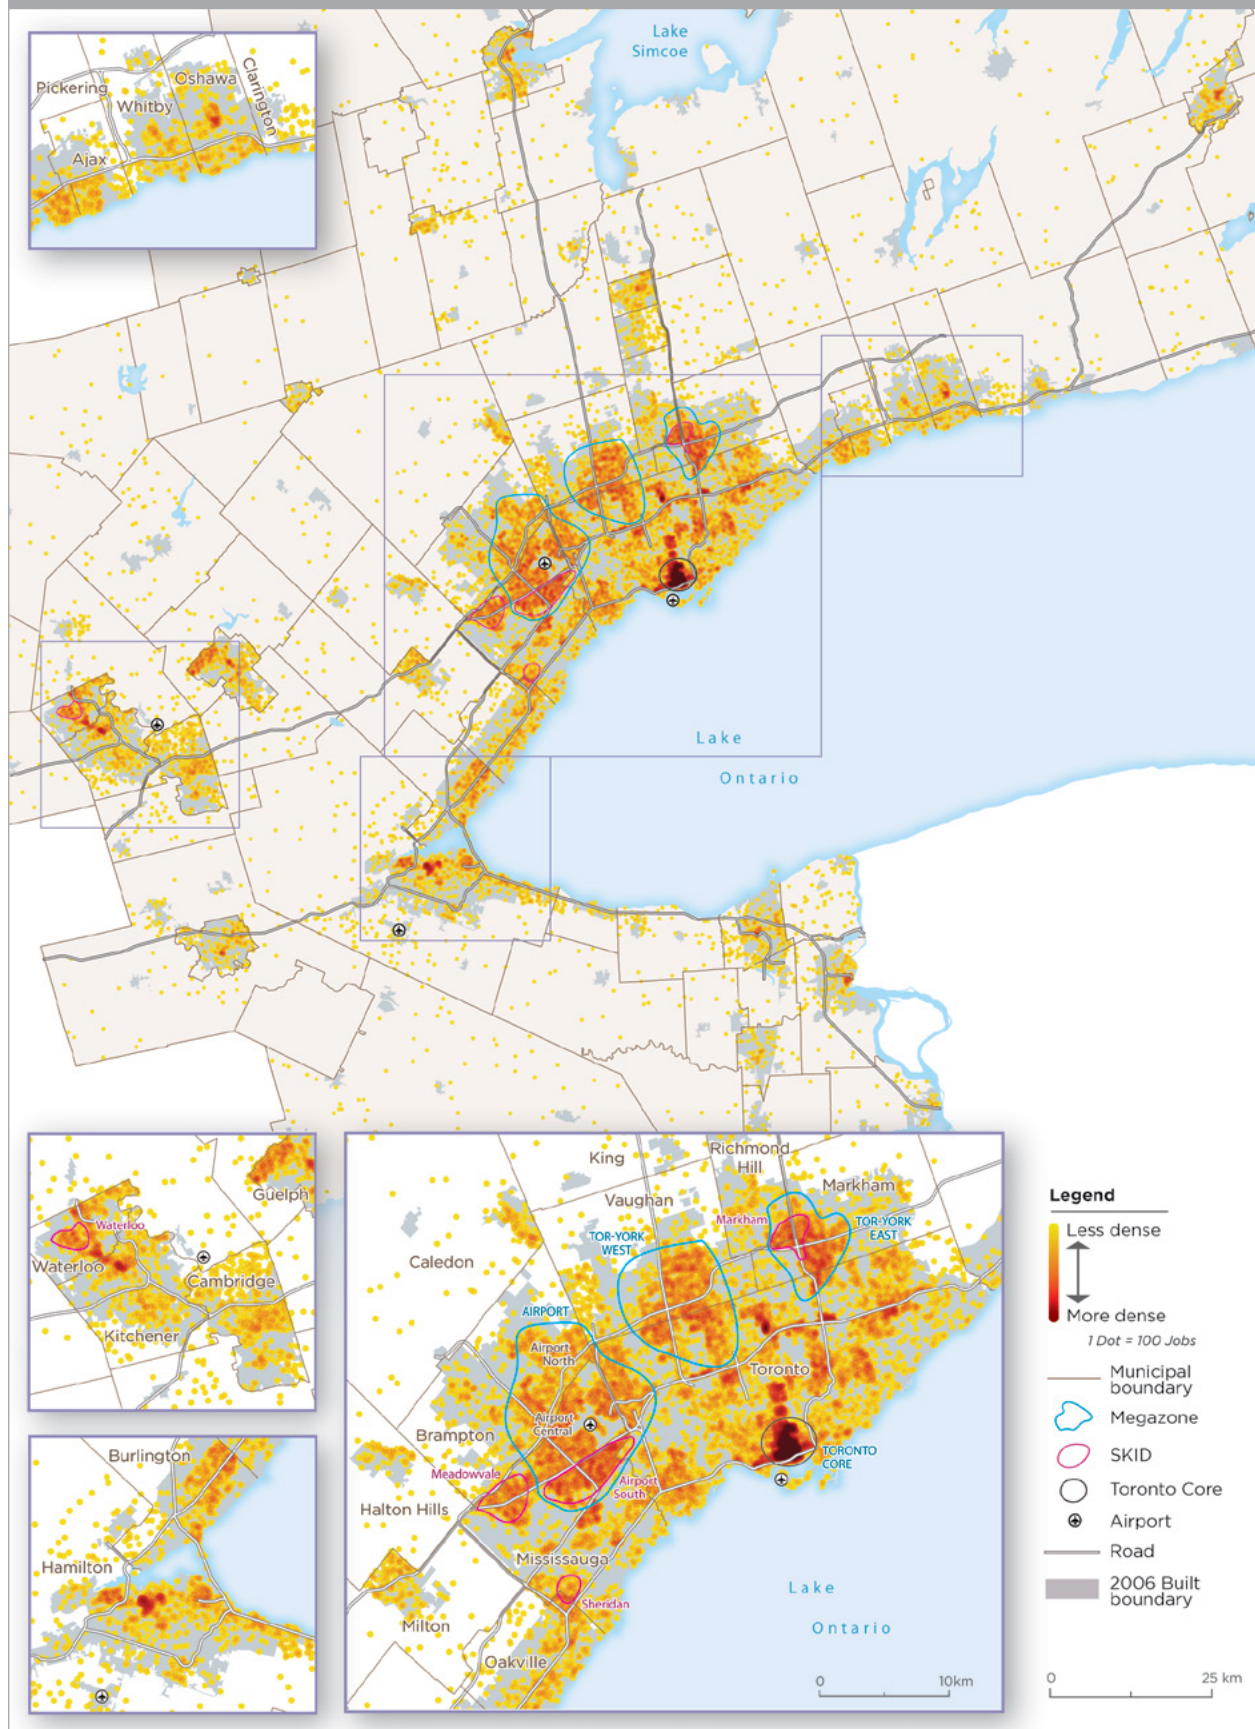 Lake
Simcoe
Pickering
Whitby
Oshawa
Clarington
Ajax
Lake
Ontario
Waterloo
Guelph
Waterloo
Cambridge
Kitchener
Burlington
Hamilton
King
Richmond
Hill
Vaughan
Markham
Markham
TOR-YORK
WEST
TOR-YORK
EAST
Caledon
AIRPORT
Airport
North
Toronto
Airport
Central
Brampton
TORONTO
CORE
Meadowvale
Airport
South
Halton Hills
Mississauga
Sheridan
Milton
Oakville
Lake
Ontario
0 10km
Legend
Less dense
More dense
1 Dot = 100 Jobs
Municipal
boundary
Megazone
SKID
Toronto Core
Airport
Road
2006 Built
boundary
0 25 km